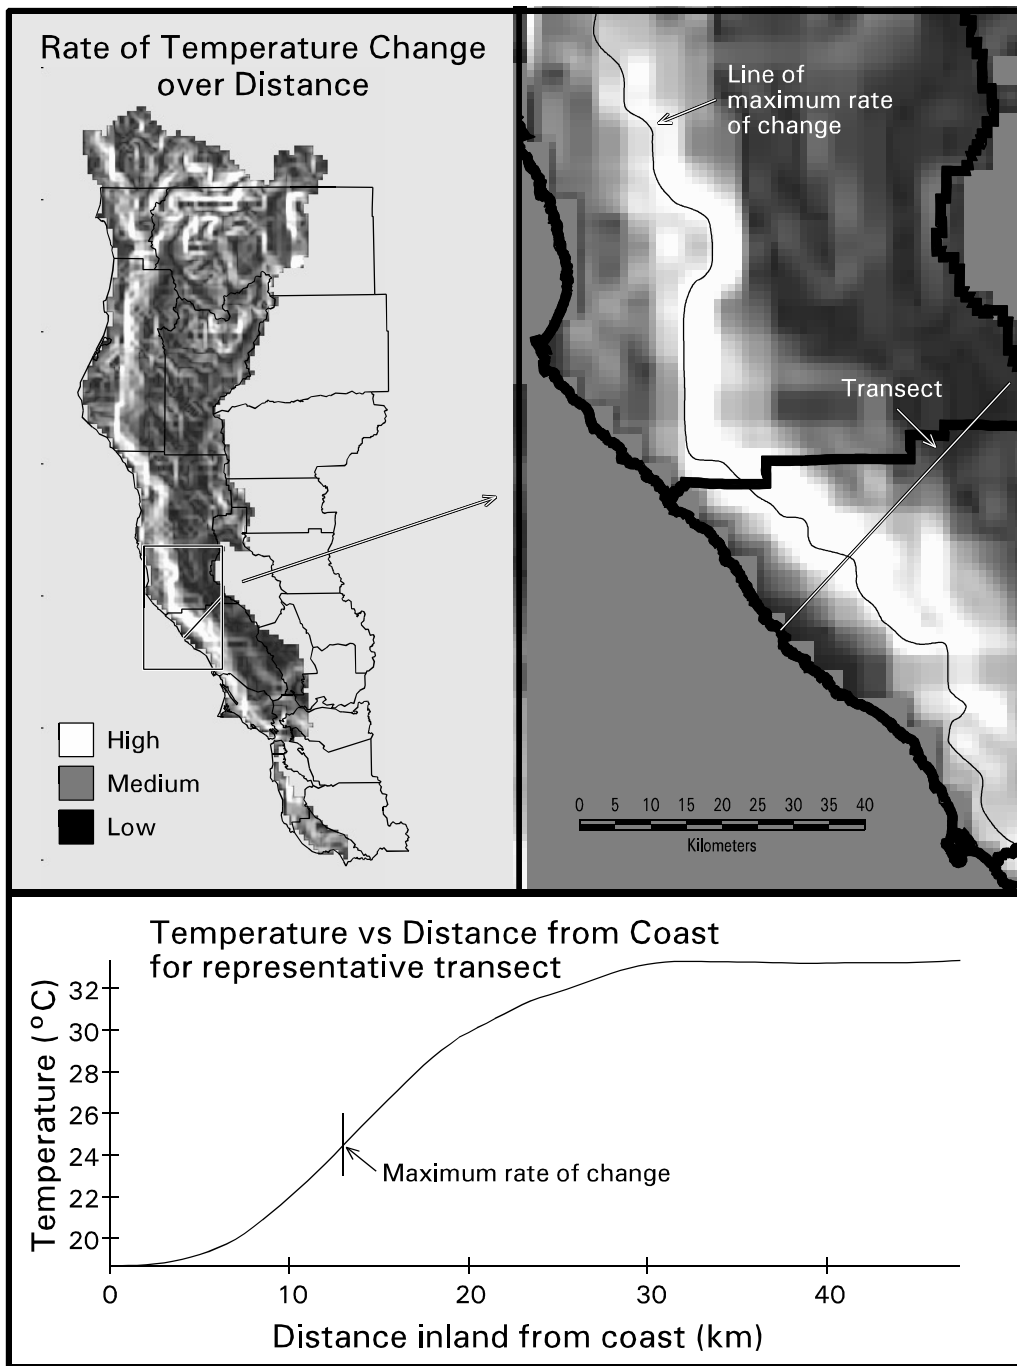 Rate of Temperature Change
over Distance
High
Medium
Low
Line of
maximum rate
of change
Transect
0 5 10 15 20 25 30 35 40
Kilometers
Temperature vs Distance from Coast
for representative transect
Temperature (°C)
32
30
28
26
24
22
20
Maximum rate of change
0 10 20 30 40
Distance inland from coast (km)